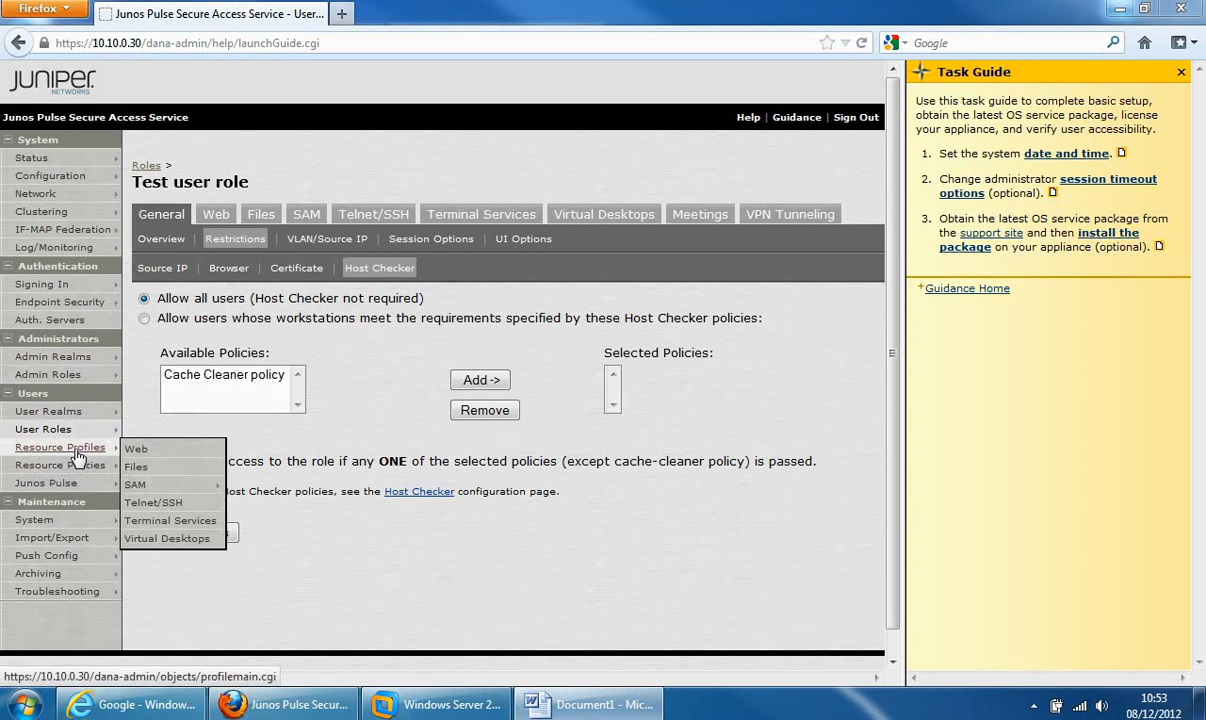 Firefox
Junos Pulse Secure Access Service - User...
https://10.10.0.30/dana-admin/help/launchGuide.cgi
Google
JUNIPER
NETWORKS
Junos Pulse Secure Access Service
Help | Guidance | Sign Out
System
Status
Configuration
Network
Clustering
IF-MAP Federation
Log/Monitoring
Authentication
Signing In
Endpoint Security
Auth. Servers
Administrators
Admin Realms
Admin Roles
Users
User Realms
User Roles
Resource Profiles
Resource Policies
Junos Pulse
Maintenance
System
Import/Export
Push Config
Archiving
Troubleshooting
Web
Files
SAM
Telnet/SSH
Terminal Services
Virtual Desktops
Roles >
Test user role
General Web Files SAM Telnet/SSH Terminal Services Virtual Desktops Meetings VPN Tunneling
Overview Restrictions VLAN/Source IP Session Options UI Options
Source IP Browser Certificate Host Checker
Allow all users (Host Checker not required)
Allow users whose workstations meet the requirements specified by these Host Checker policies:
Available Policies: Selected Policies:
Cache Cleaner policy
Add ->
Remove
ccess to the role if any ONE of the selected policies (except cache-cleaner policy) is passed.
Host Checker policies, see the Host Checker configuration page.
Task Guide
Use this task guide to complete basic setup,
obtain the latest OS service package, license
your appliance, and verify user accessibility.
1. Set the system date and time.
2. Change administrator session timeout
options (optional).
3. Obtain the latest OS service package from
the support site and then install the
package on your appliance (optional).
Guidance Home
https://10.10.0.30/dana-admin/objects/profilemain.cgi
Google - Window...
Junos Pulse Secur...
Windows Server 2...
Document1 - Mic...
10:53
08/12/2012